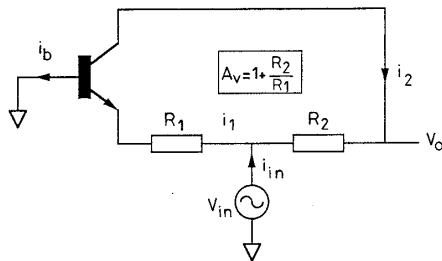 i_b
A_v=1+R_2/R_1
i_2
R_1
i_1
R_2
V_o
i_in
V_in